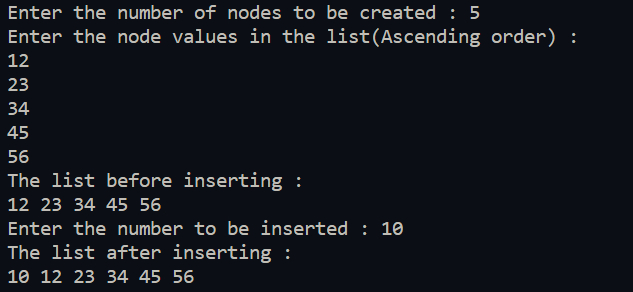 Enter the number of nodes to be created : 5
Enter the node values in the list(Ascending order) :
12
23
34
45
56
The list before inserting :
12 23 34 45 56
Enter the number to be inserted : 10
The list after inserting :
10 12 23 34 45 56